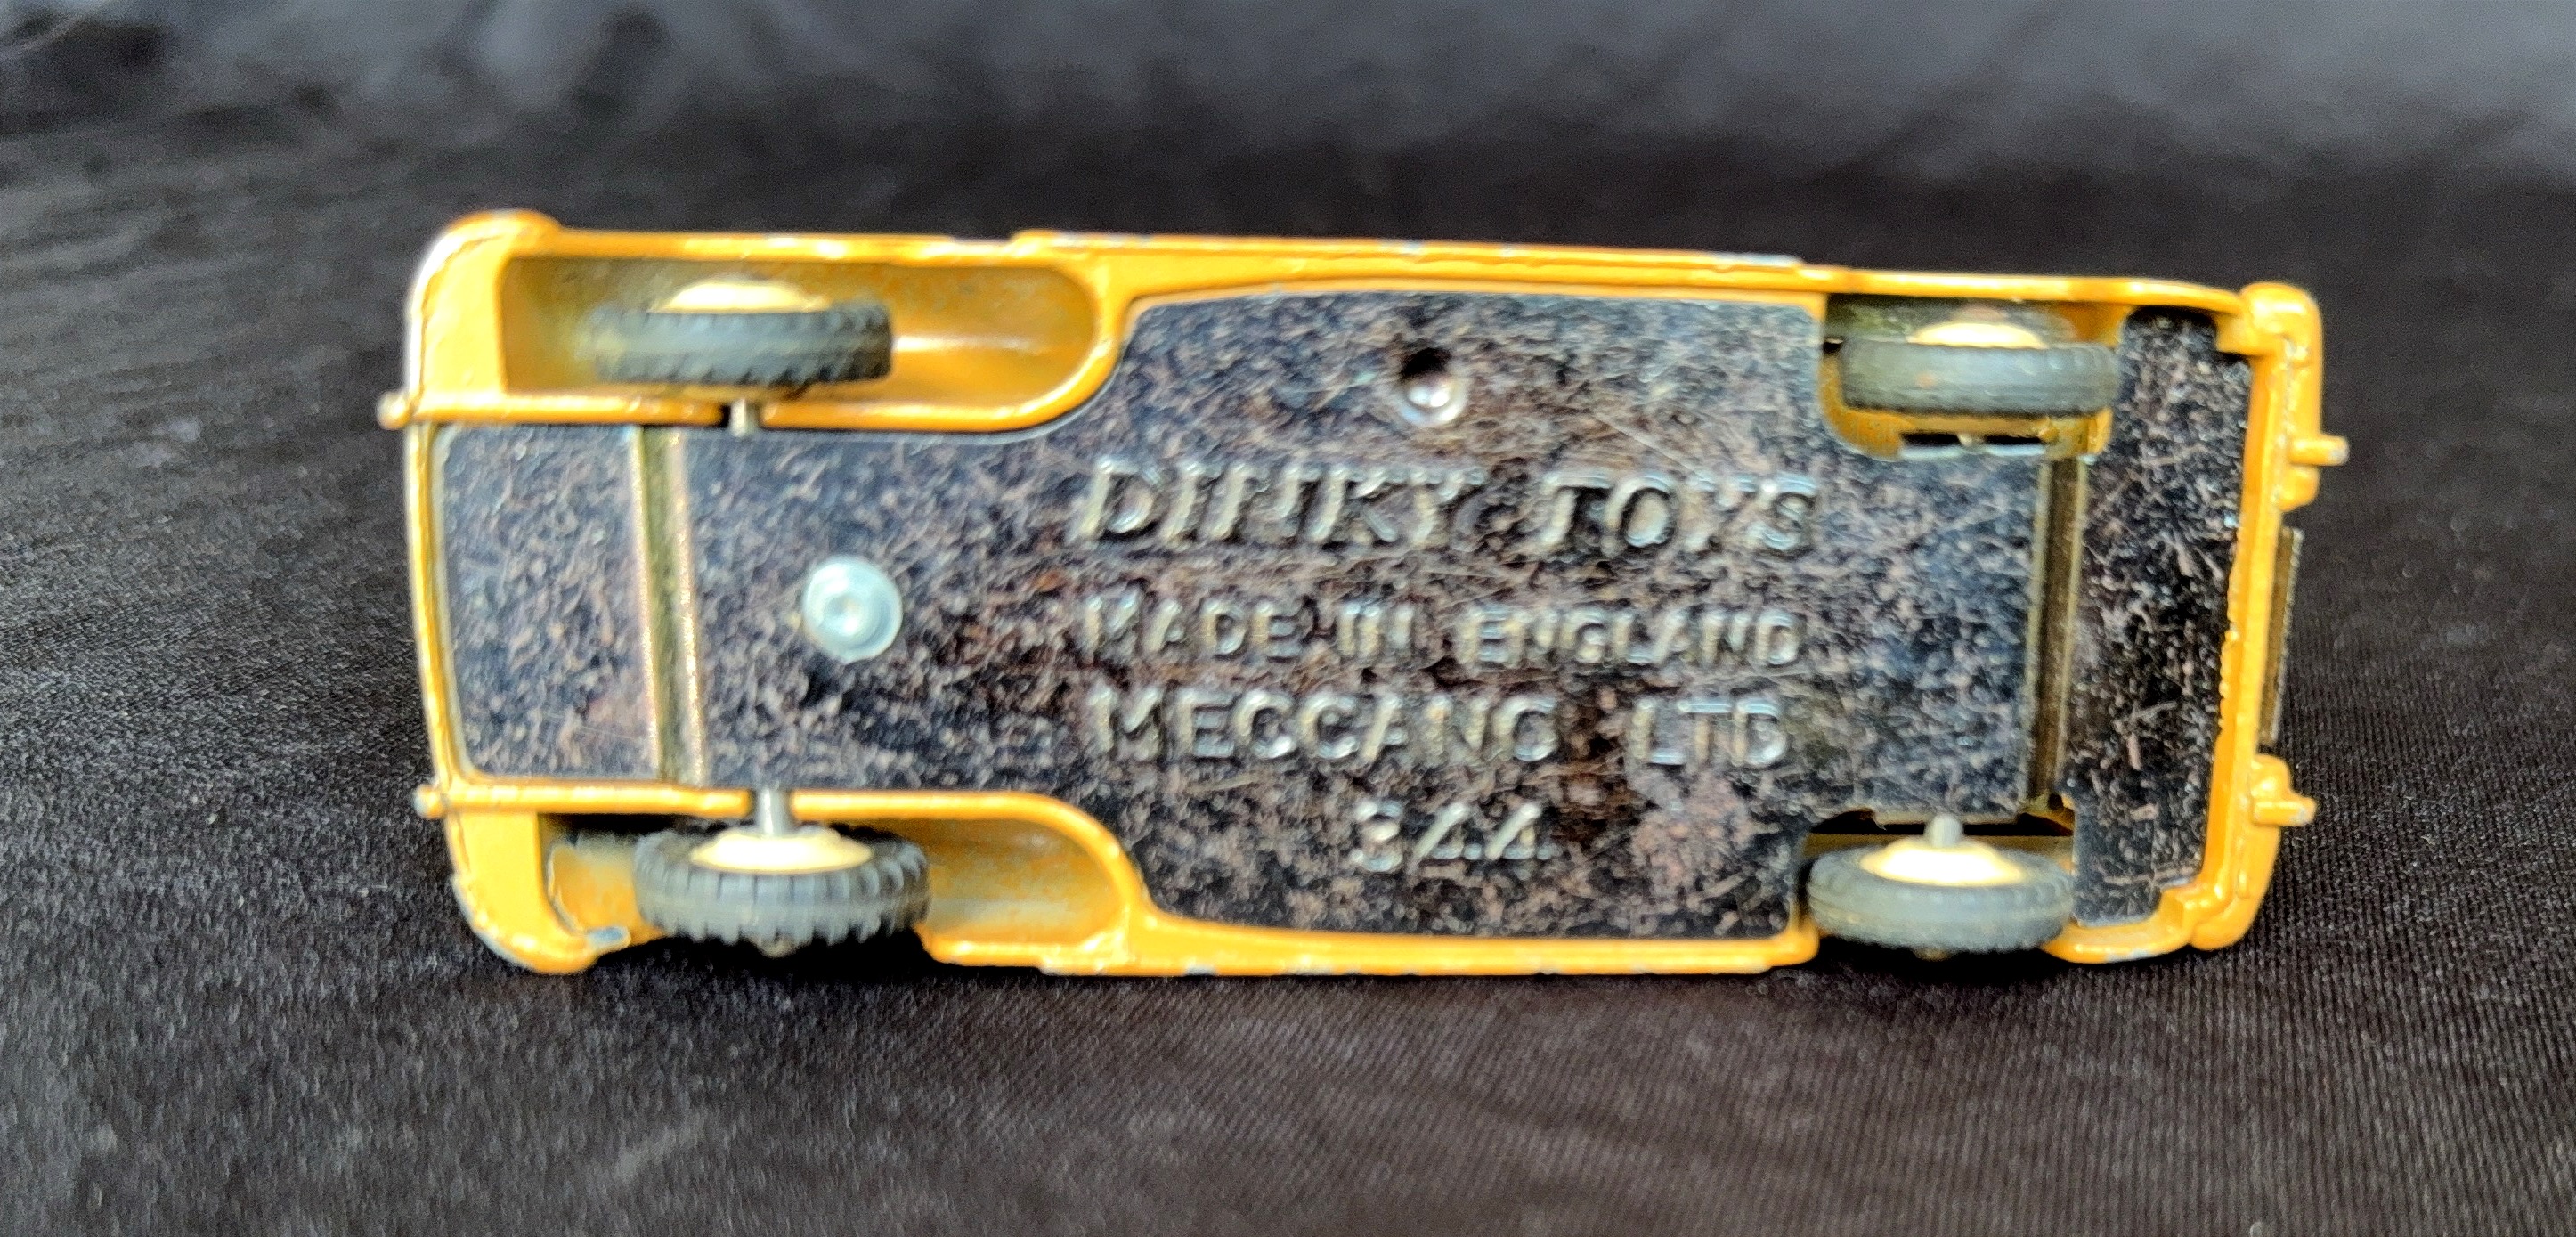 DINKY TOYS
MADE IN ENGLAND
MECCANO LTD
344